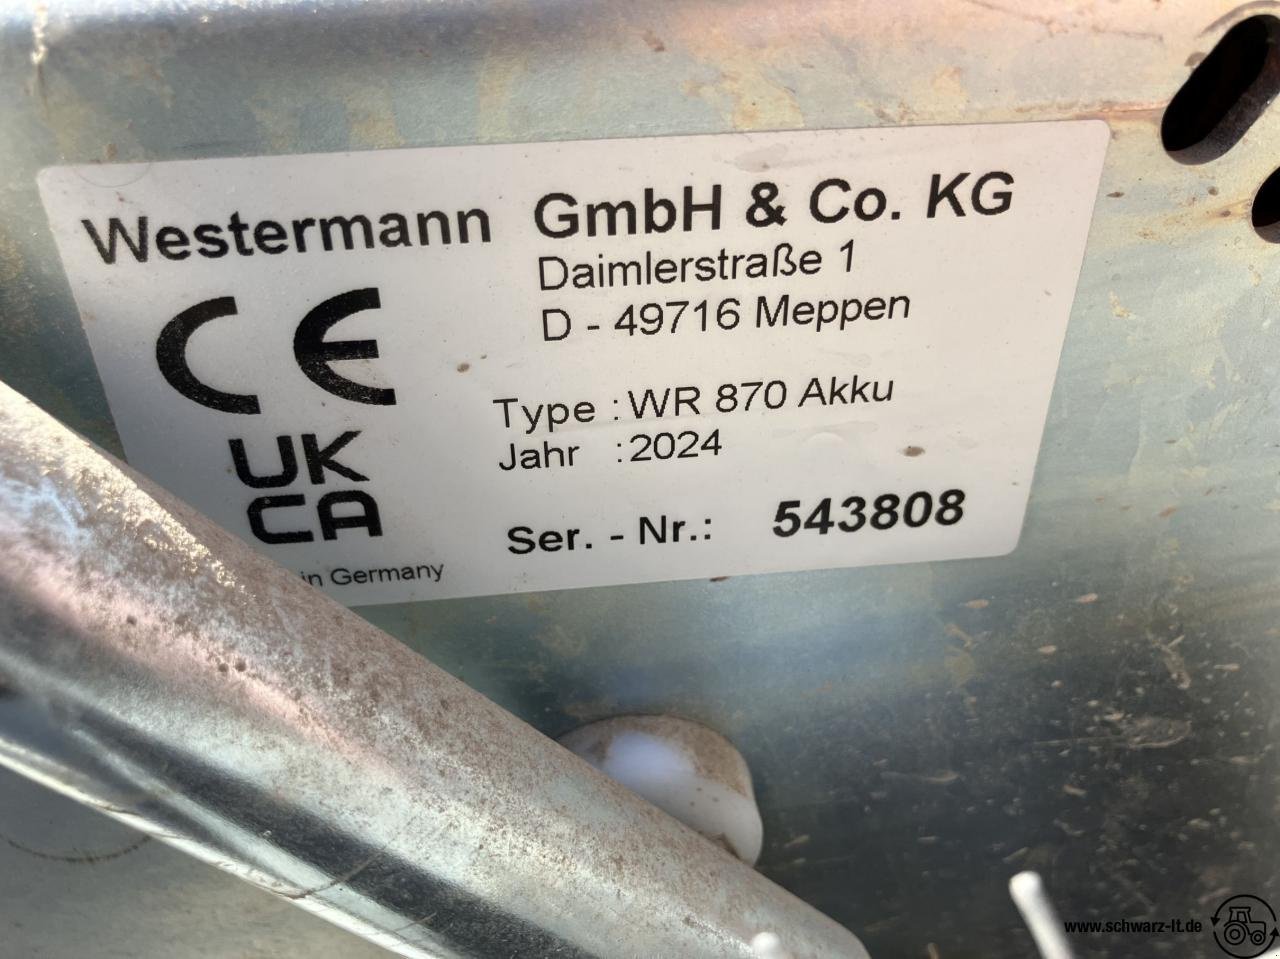 Westermann GmbH & Co. KG
Daimlerstraße 1
D - 49716 Meppen
CE
Type : WR 870 Akku
Jahr : 2024
UK
CA
Ser. - Nr.: 543808
in Germany
www.schwarz-lt.de